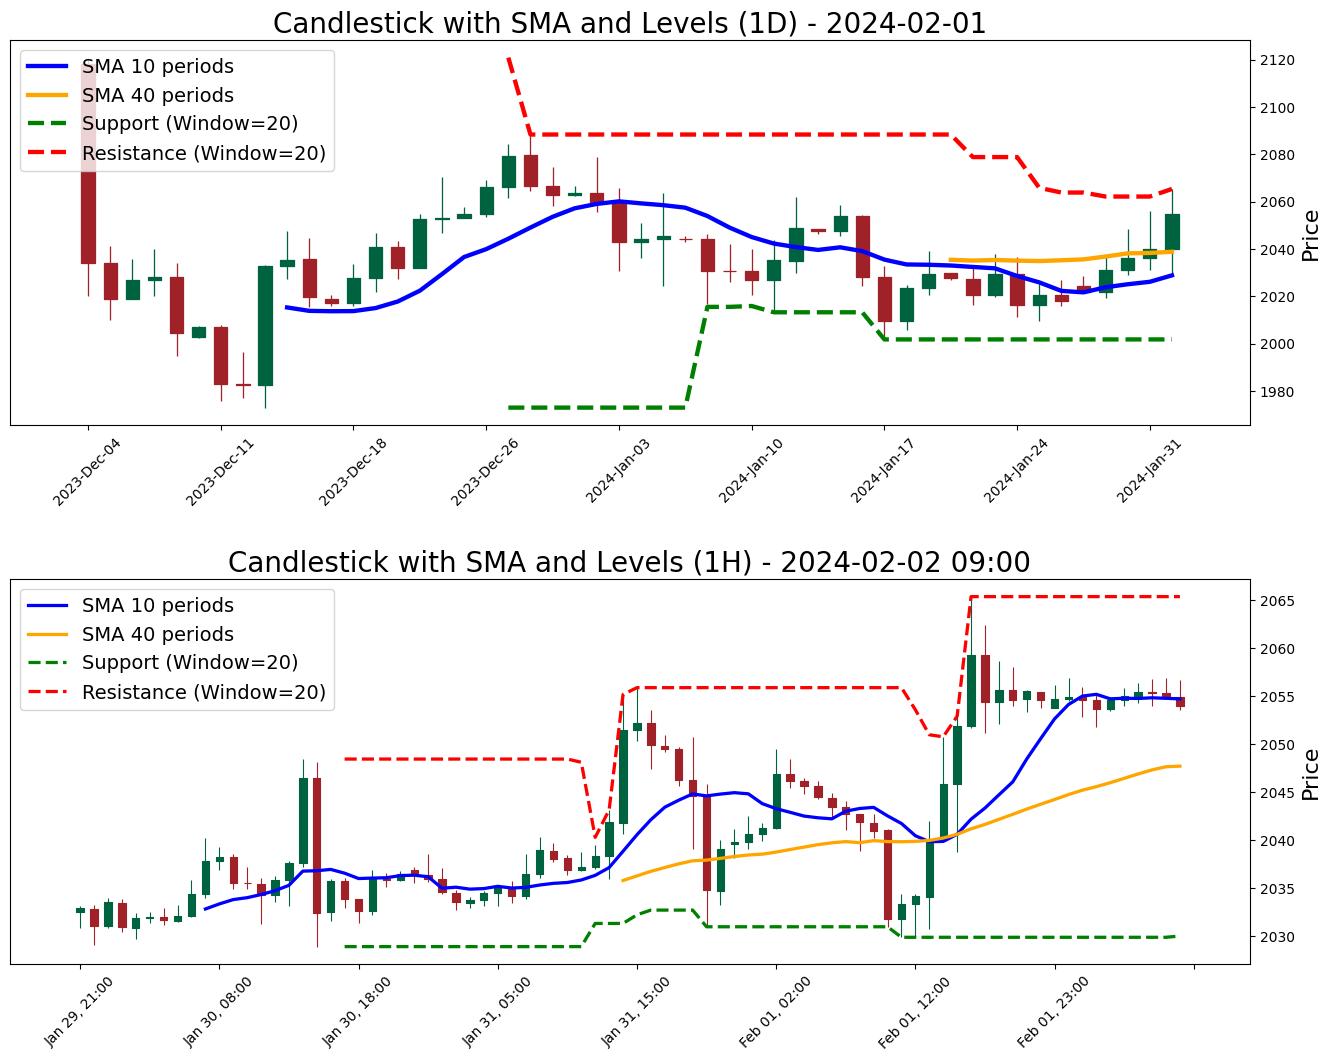 Candlestick with SMA and Levels (1D) - 2024-02-01
SMA 10 periods
SMA 40 periods
Support (Window=20)
Resistance (Window=20)
2120
2100
2080
2060
2040
2020
2000
1980
Price
2023-Dec-04
2023-Dec-11
2023-Dec-18
2023-Dec-26
2024-Jan-03
2024-Jan-10
2024-Jan-17
2024-Jan-24
2024-Jan-31
Candlestick with SMA and Levels (1H) - 2024-02-02 09:00
SMA 10 periods
SMA 40 periods
Support (Window=20)
Resistance (Window=20)
2065
2060
2055
2050
2045
2040
2035
2030
Price
Jan 29, 21:00
Jan 30, 08:00
Jan 30, 18:00
Jan 31, 05:00
Jan 31, 15:00
Feb 01, 02:00
Feb 01, 12:00
Feb 01, 23:00